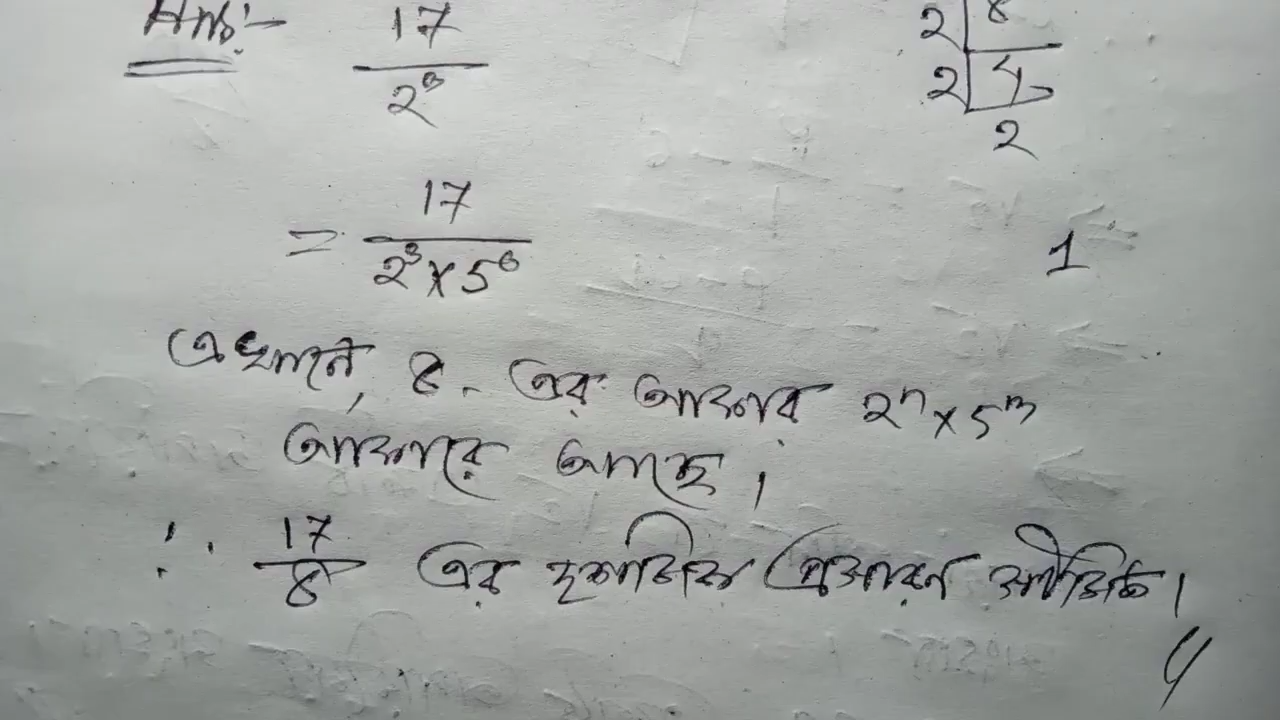 Ans:- 17/2³
2 | 8
2 | 4
2
= 17/(2³ × 5⁰)
1
এখানে, 8. এর আকার 2ⁿ × 5ᵐ
আকারে আছে।
∴ 17/8 এর দশমিক প্রসারণ সসীম।